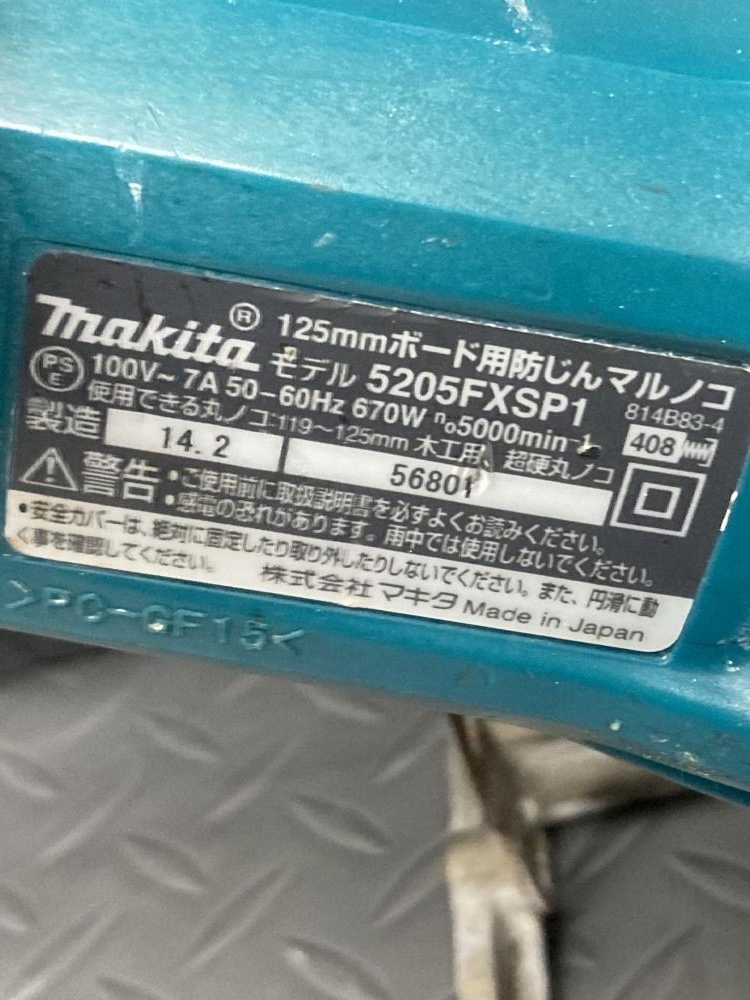 makita® 125mmボード用防じんマルノコ
モデル 5205FXSP1 814B83-4
PSE 100V~ 7A 50-60Hz 670W n₀5000min⁻¹ 408
使用できる丸ノコ:119~125mm 木工用、超硬丸ノコ
製造 14.2 56801
⚠警告
•ご使用前に取扱説明書を必ずよくお読みください。
•感電の恐れがあります。雨中では使用しないでください。
•安全カバーは、絶対に固定したり取り外したりしないでください。また、円滑に動
く事を確認してください。 株式会社 マキタ Made in Japan
>PC-GF15<